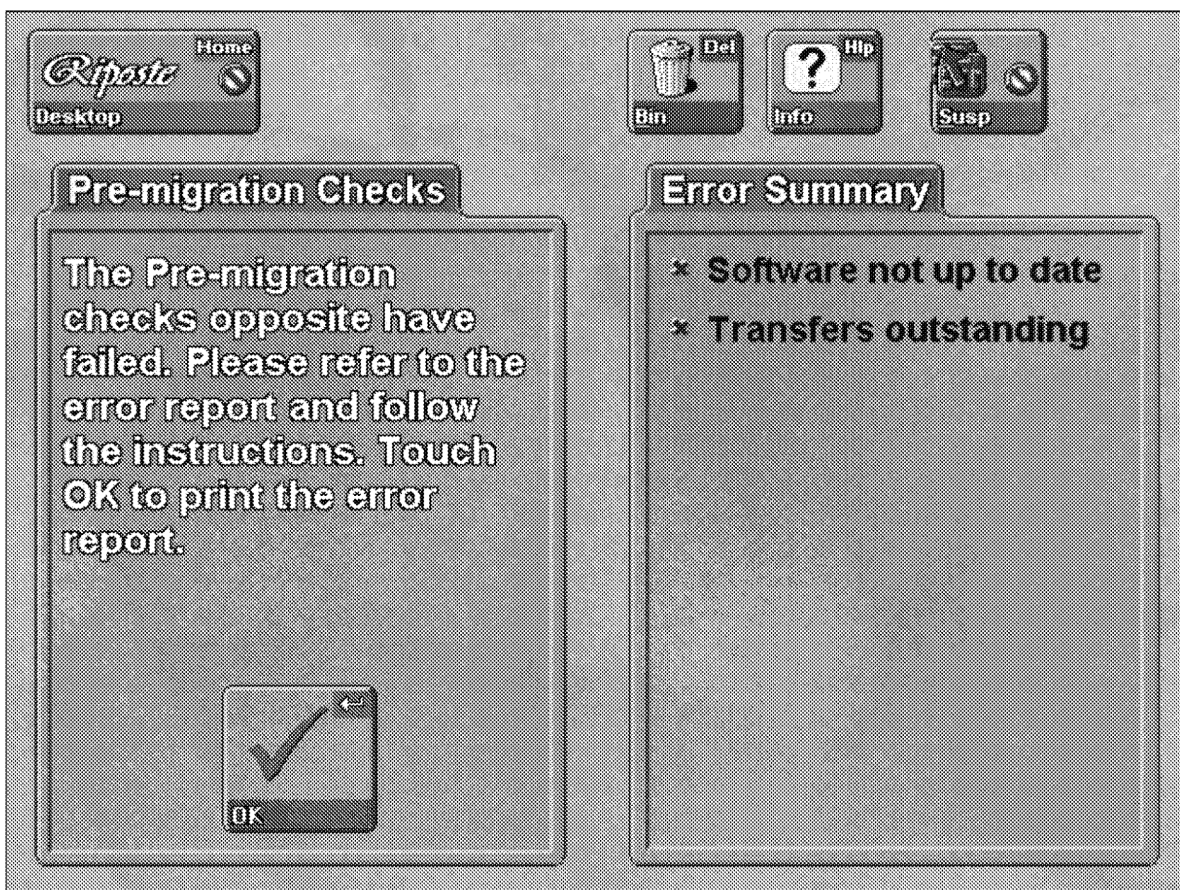 Home
Riposte
Desktop
Del
Bin
Hlp
?
Info
Susp
Pre-migration Checks
The Pre-migration
checks opposite have
failed. Please refer to the
error report and follow
the instructions. Touch
OK to print the error
report.
OK
Error Summary
× Software not up to date
× Transfers outstanding